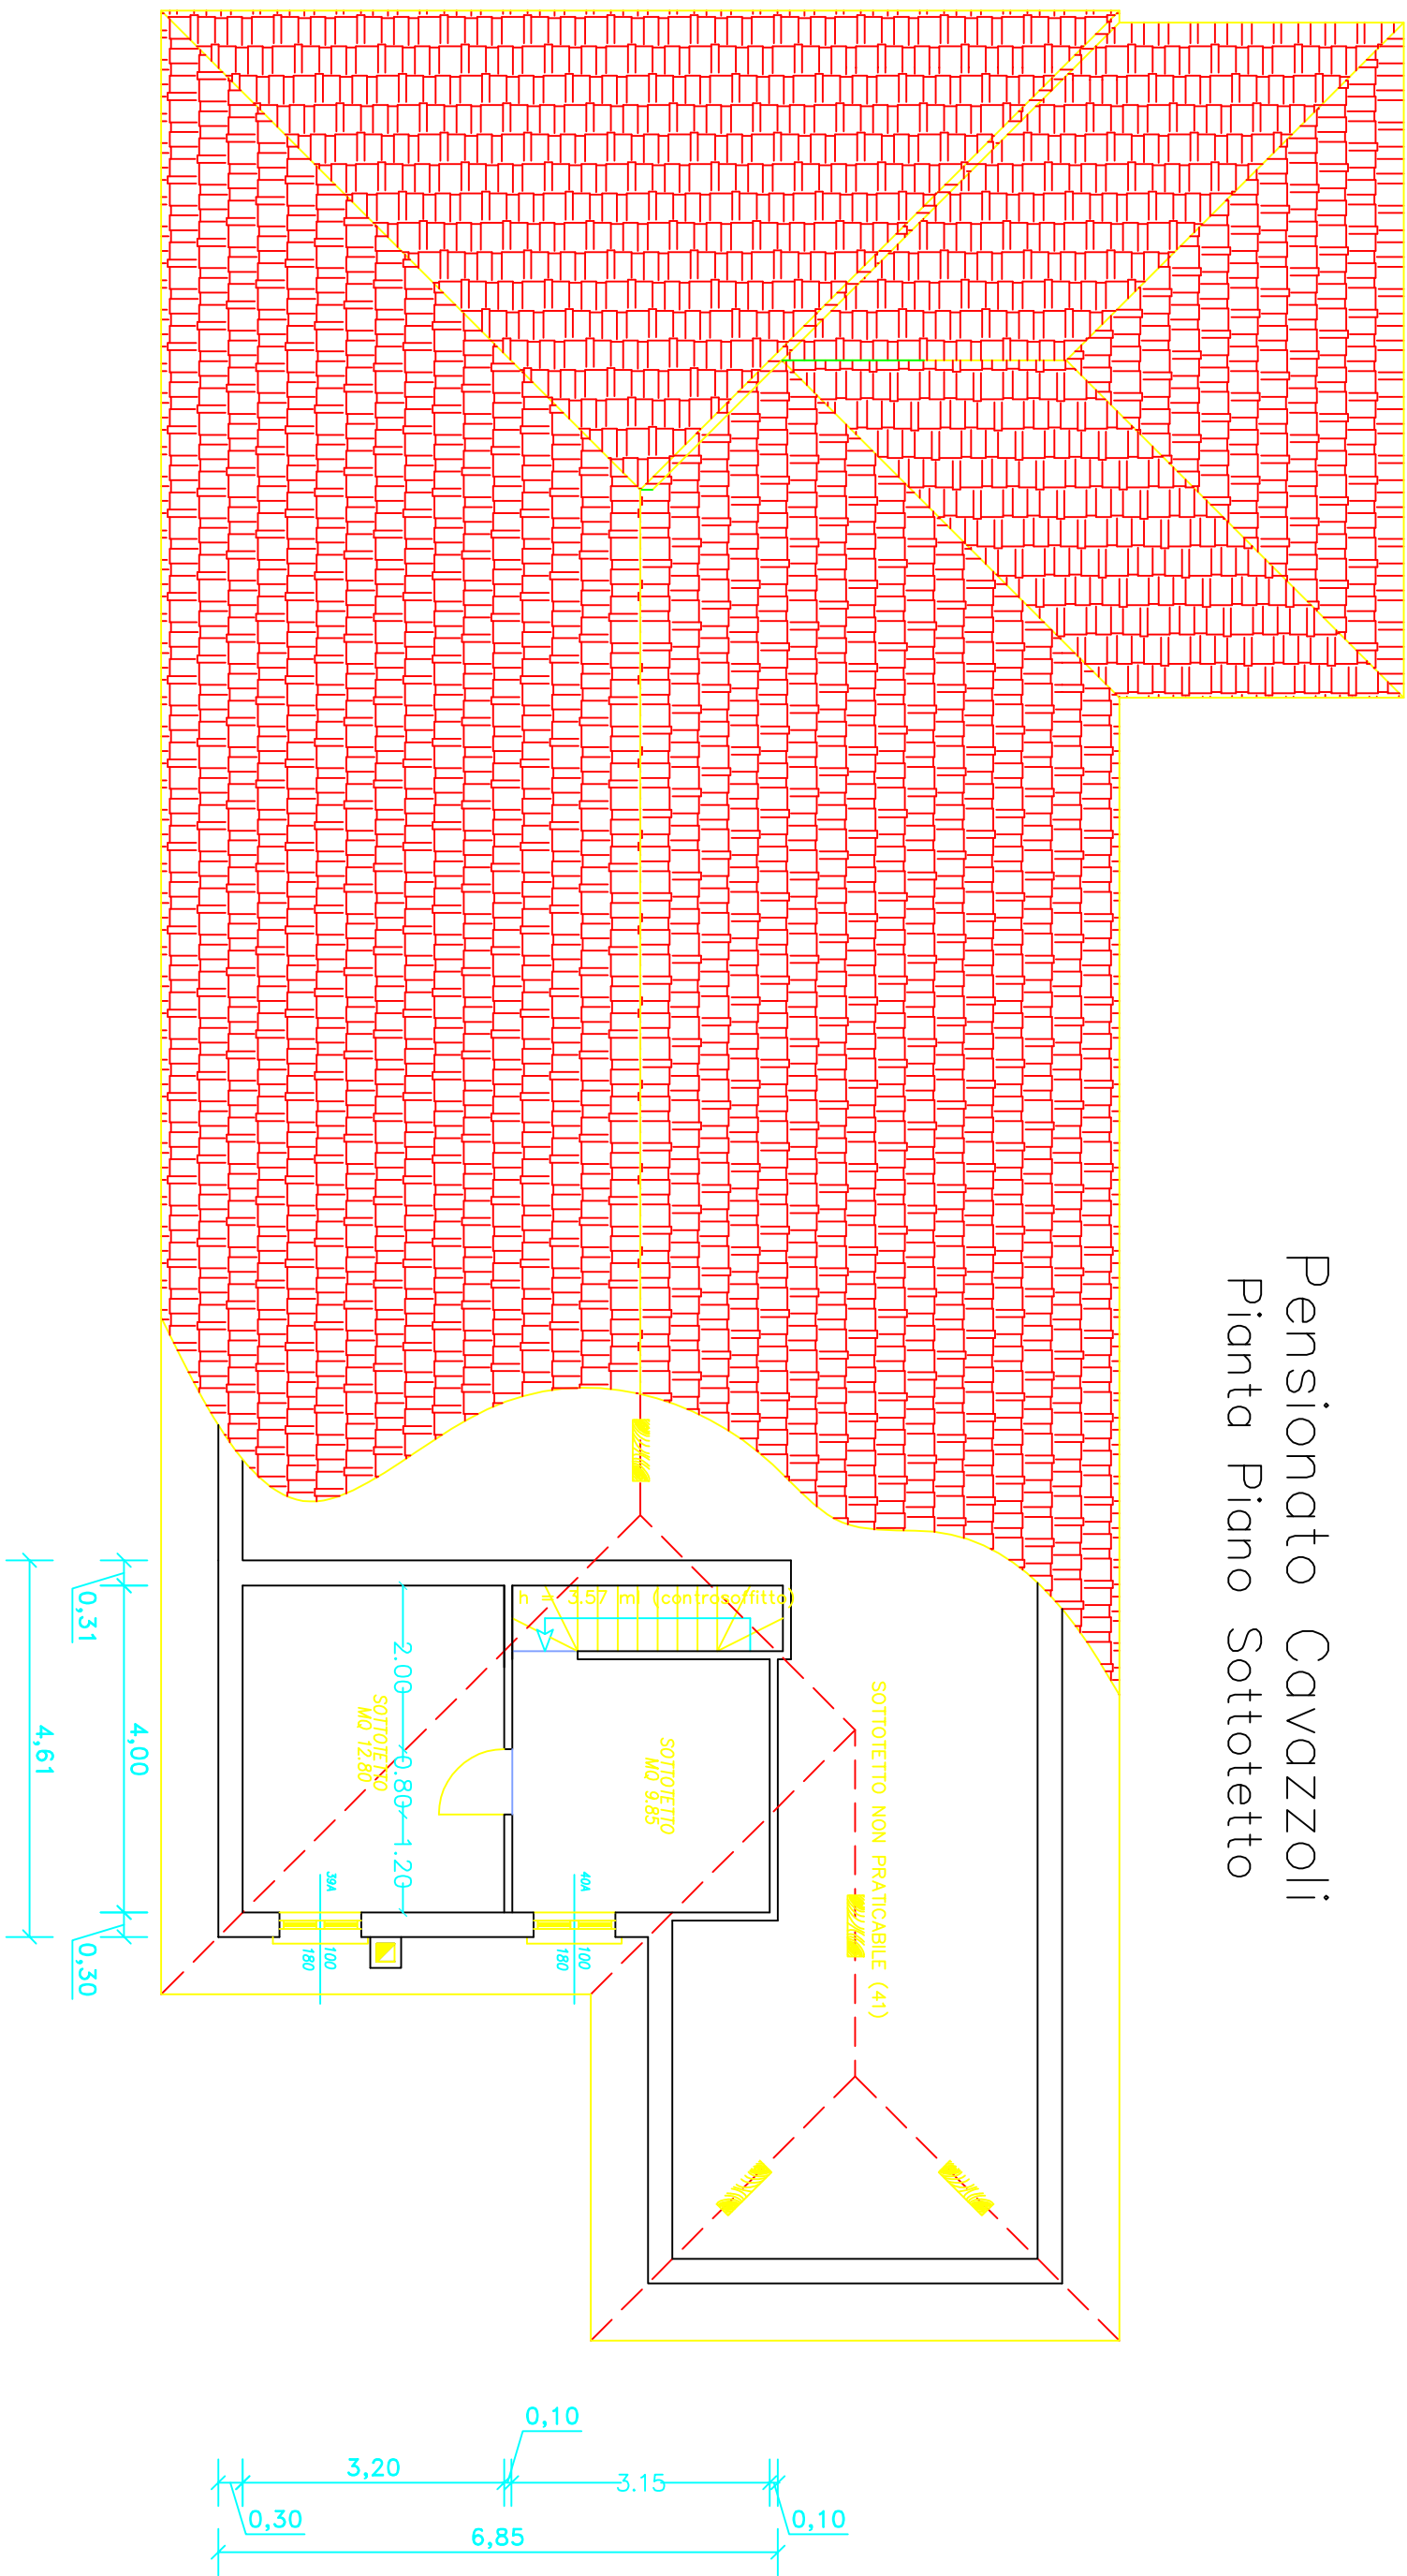 Pensionato Cavazzoli
Pianta Piano Sottotetto
h = 3.57 ml (controsoffitto)
SOTTOTETTO NON PRATICABILE (41)
SOTTOTETTO
MQ 9.85
SOTTOTETTO
MQ 12.80
2.00
0.80
1.20
40A
100
180
39A
100
180
0,31
4,00
0,30
4,61
0,10
3,20
3.15
0,30
0,10
6,85